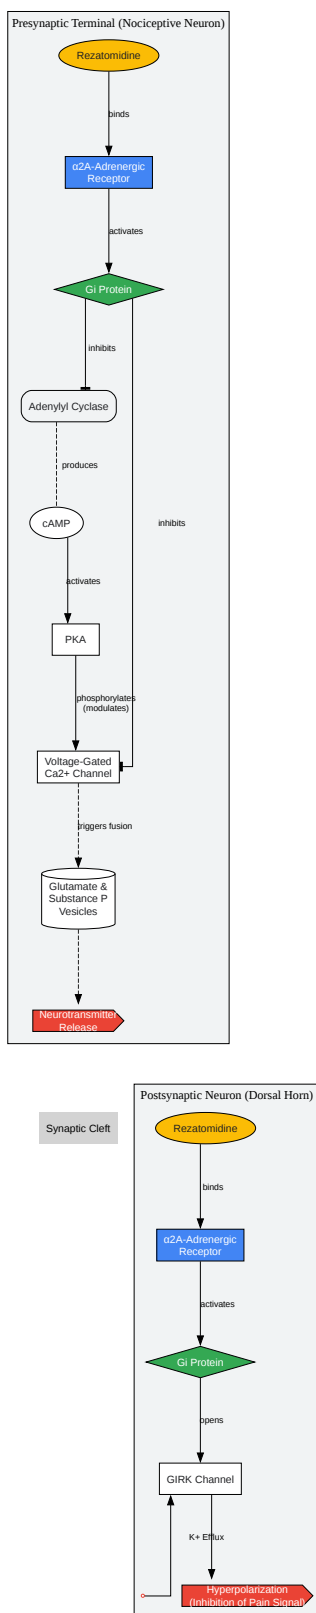 Presynaptic Terminal (Nociceptive Neuron)
Rezatomidine
binds
α2A-Adrenergic
Receptor
activates
Gi Protein
inhibits
Adenylyl Cyclase
produces
cAMP
inhibits
activates
PKA
phosphorylates
(modulates)
Voltage-Gated
Ca2+ Channel
triggers fusion
Glutamate &
Substance P
Vesicles
Neurotransmitter
Release
Postsynaptic Neuron (Dorsal Horn)
Synaptic Cleft
Rezatomidine
binds
α2A-Adrenergic
Receptor
activates
Gi Protein
opens
GIRK Channel
K+ Efflux
Hyperpolarization
(Inhibition of Pain Signal)